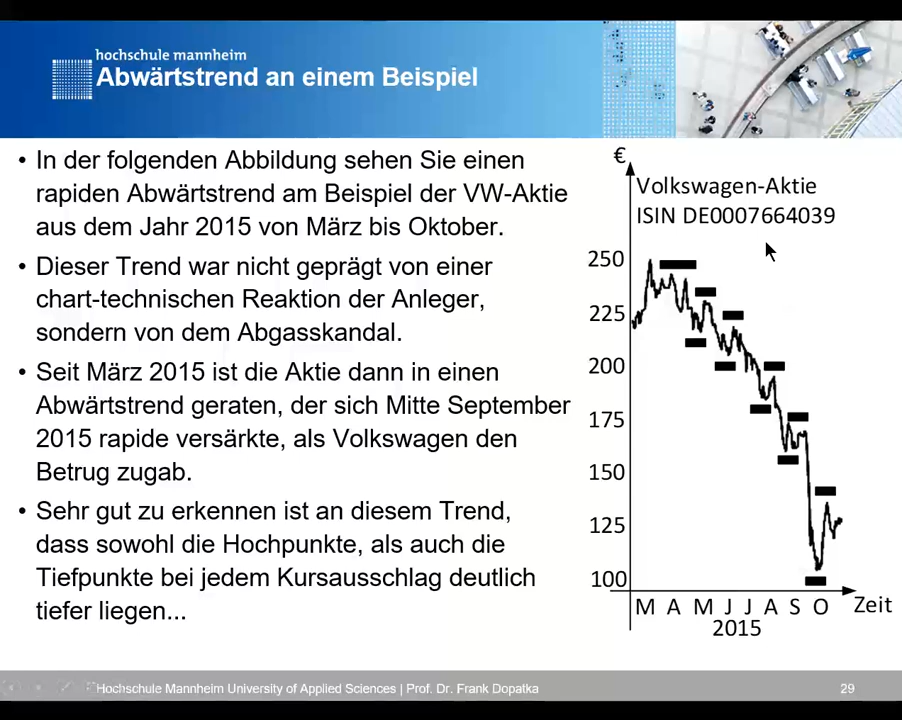 hochschule mannheim
Abwärtstrend an einem Beispiel
• In der folgenden Abbildung sehen Sie einen
rapiden Abwärtstrend am Beispiel der VW-Aktie
aus dem Jahr 2015 von März bis Oktober.
• Dieser Trend war nicht geprägt von einer
chart-technischen Reaktion der Anleger,
sondern von dem Abgasskandal.
• Seit März 2015 ist die Aktie dann in einen
Abwärtstrend geraten, der sich Mitte September
2015 rapide versärkte, als Volkswagen den
Betrug zugab.
• Sehr gut zu erkennen ist an diesem Trend,
dass sowohl die Hochpunkte, als auch die
Tiefpunkte bei jedem Kursausschlag deutlich
tiefer liegen...
€
Volkswagen-Aktie
ISIN DE0007664039
250
225
200
175
150
125
100
M A M J J A S O Zeit
2015
Hochschule Mannheim University of Applied Sciences | Prof. Dr. Frank Dopatka
29